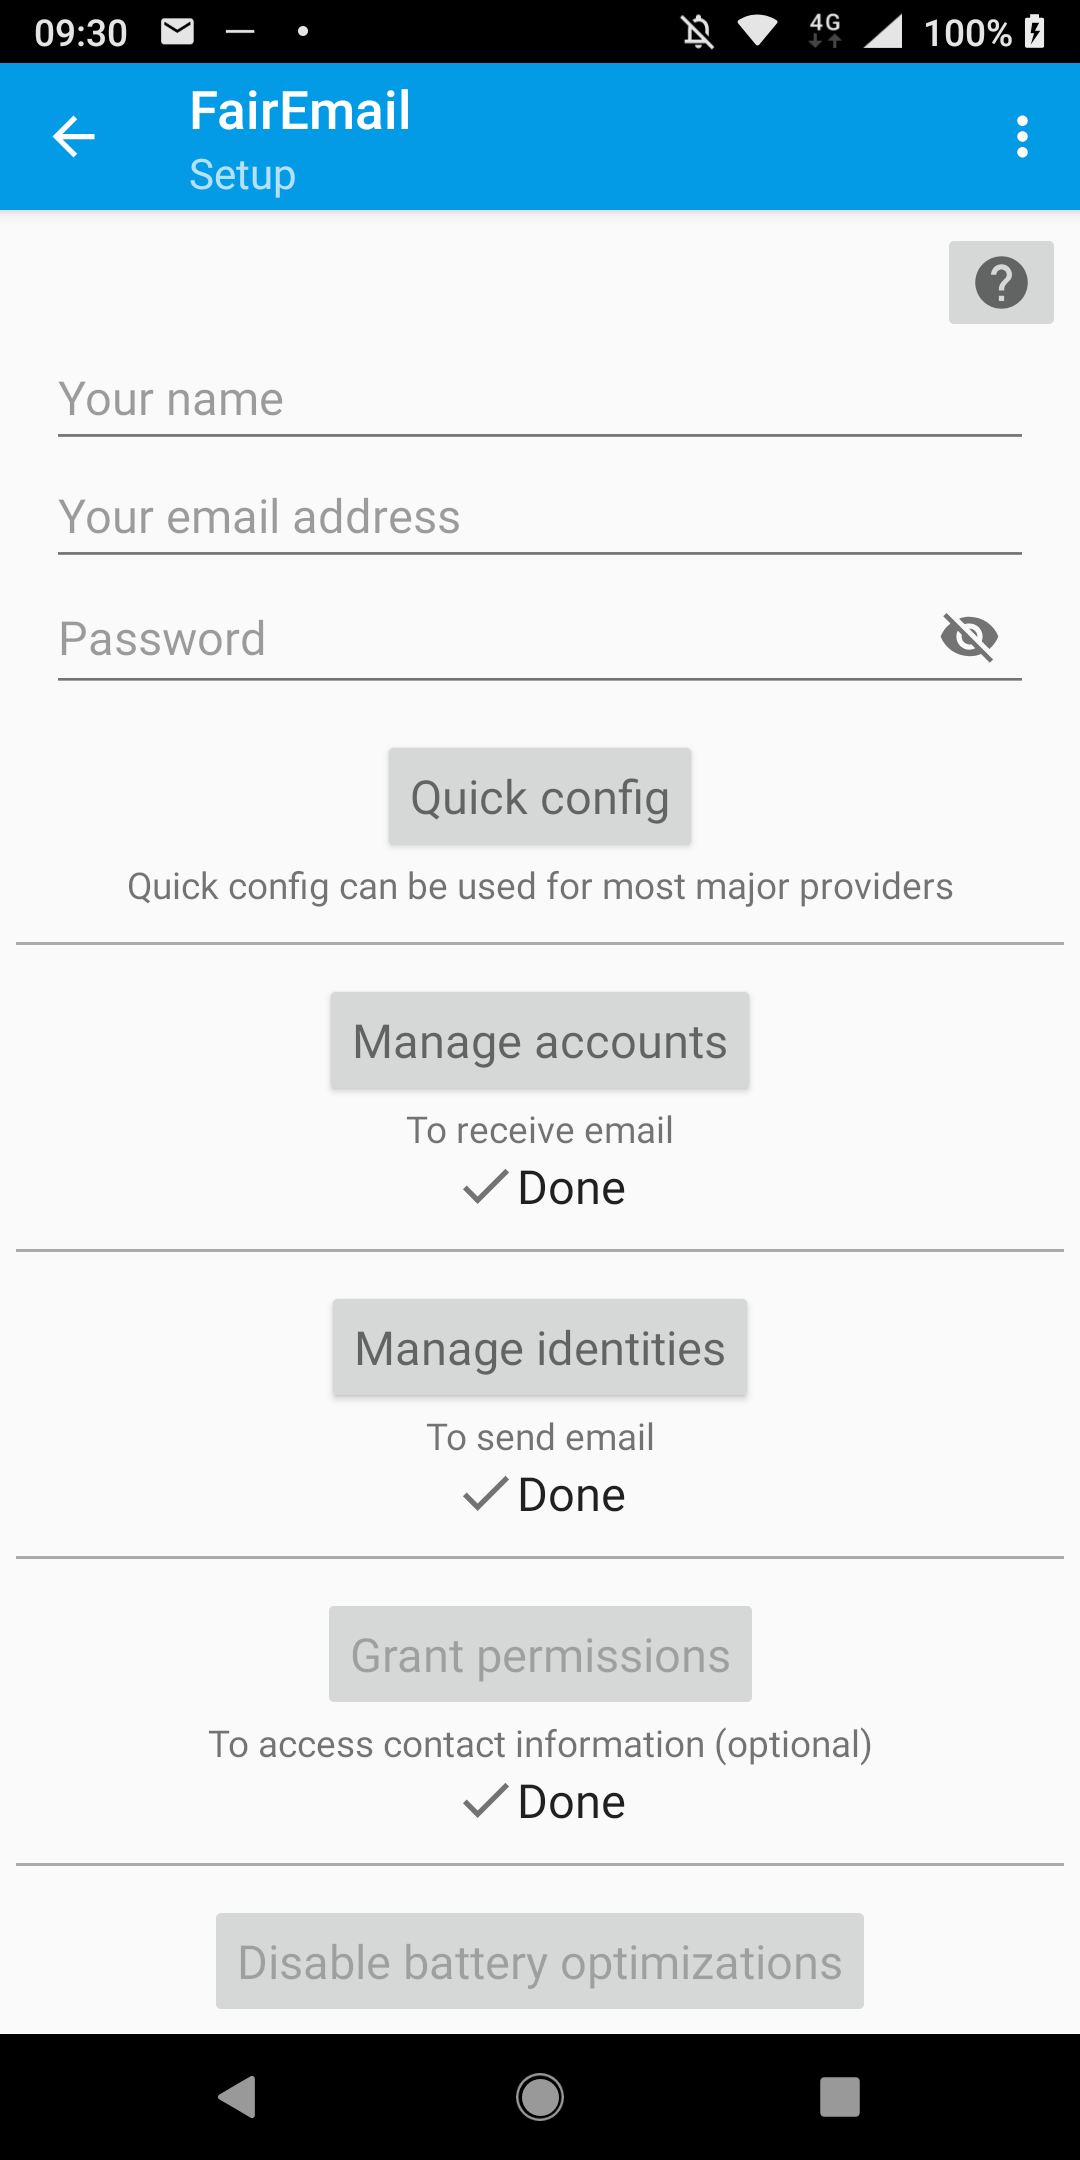 09:30 4G 100%
FairEmail
Setup
Your name
Your email address
Password
Quick config
Quick config can be used for most major providers
Manage accounts
To receive email
Done
Manage identities
To send email
Done
Grant permissions
To access contact information (optional)
Done
Disable battery optimizations